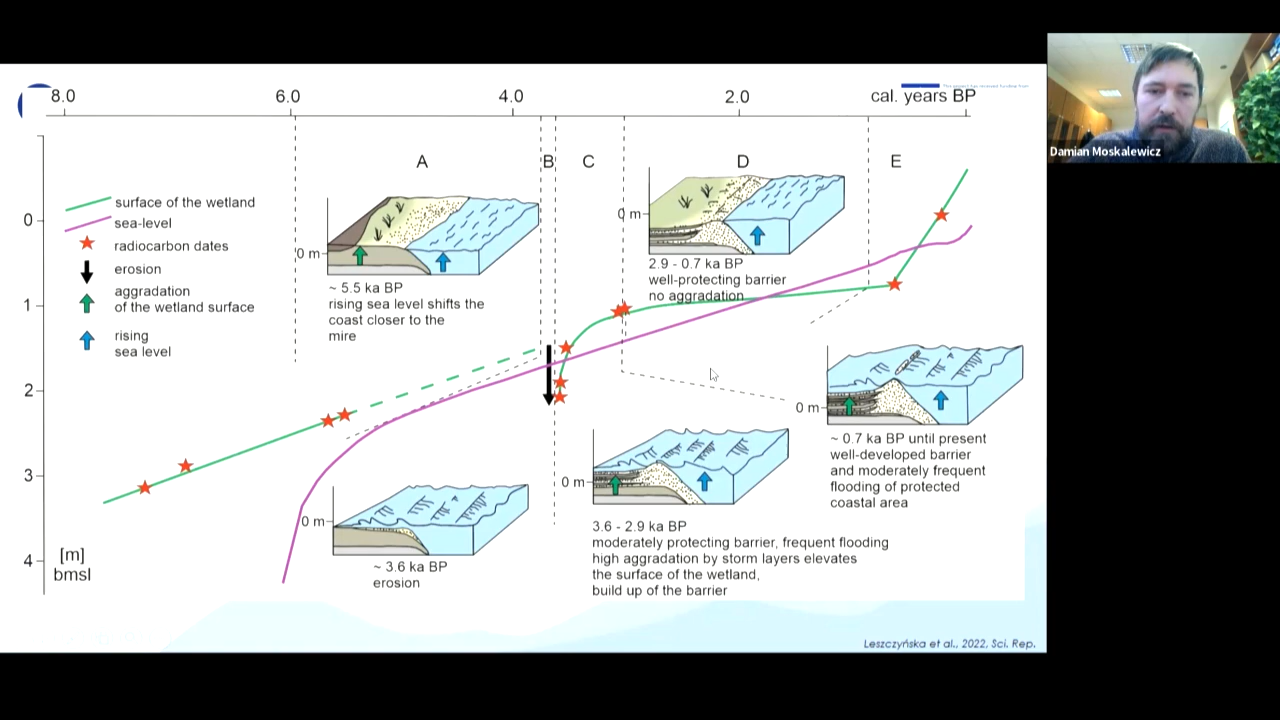 8.0 6.0 4.0 2.0 cal. years BP
A B C D E
surface of the wetland
sea-level
radiocarbon dates
erosion
aggradation
of the wetland surface
rising
sea level
0
1
2
3
4
[m]
bmsl
0 m
~ 5.5 ka BP
rising sea level shifts the
coast closer to the
mire
0 m
2.9 - 0.7 ka BP
well-protecting barrier
no aggradation
0 m
~ 3.6 ka BP
erosion
0 m
3.6 - 2.9 ka BP
moderately protecting barrier, frequent flooding
high aggradation by storm layers elevates
the surface of the wetland,
build up of the barrier
0 m
~ 0.7 ka BP until present
well-developed barrier
and moderately frequent
flooding of protected
coastal area
Leszczyńska et al., 2022, Sci. Rep.
Damian Moskalewicz